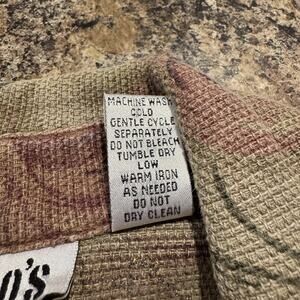 MACHINE WASH
COLD
GENTLE CYCLE
SEPARATELY
DO NOT BLEACH
TUMBLE DRY
LOW
WARM IRON
AS NEEDED
DO NOT
DRY CLEAN
O'S